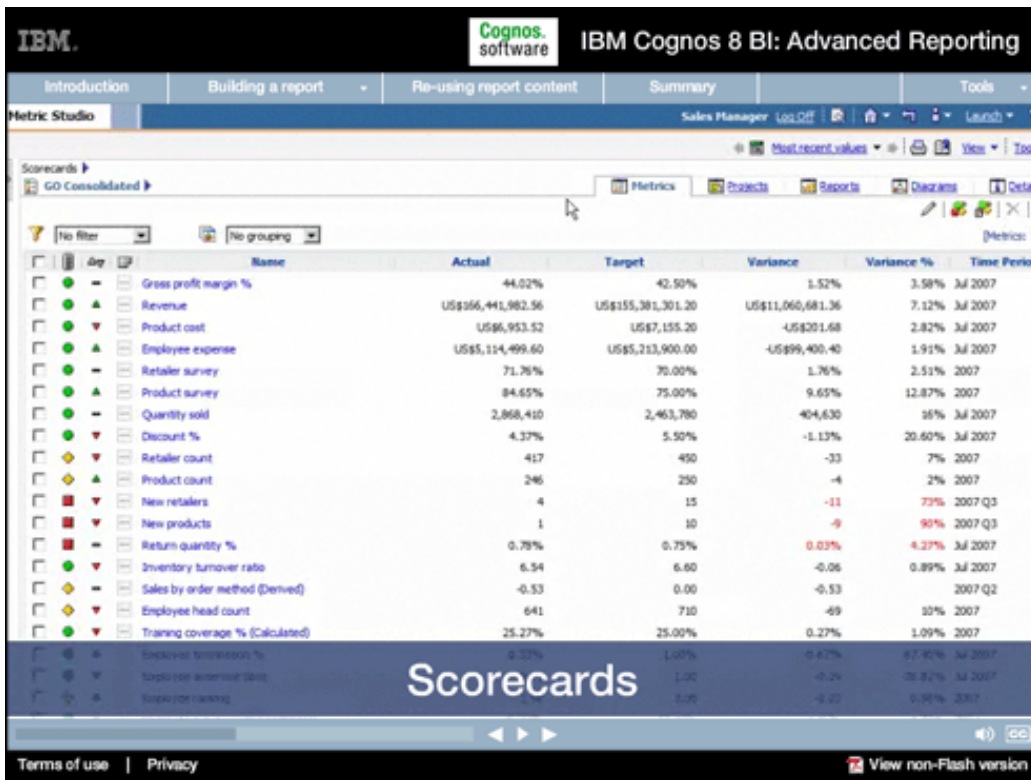 IBM. Cognos. software IBM Cognos 8 BI: Advanced Reporting
Introduction Building a report Re-using report content Summary Tools
Metric Studio Sales Manager Log Off Launch
Most recent values View
Scorecards
GO Consolidated Metrics Projects Reports Diagrams
No filter No grouping [Metrics:
Name Actual Target Variance Variance % Time Perio
Gross profit margin % 44.02% 42.50% 1.52% 3.58% Jul 2007
Revenue US$166,441,982.56 US$155,381,301.20 US$11,060,681.36 7.12% Jul 2007
Product cost US$6,953.52 US$7,155.20 -US$201.68 2.82% Jul 2007
Employee expense US$5,114,499.60 US$5,213,900.00 -US$99,400.40 1.91% Jul 2007
Retailer survey 71.76% 70.00% 1.76% 2.51% 2007
Product survey 84.65% 75.00% 9.65% 12.87% 2007
Quantity sold 2,868,410 2,463,780 404,630 16% Jul 2007
Discount % 4.37% 5.50% -1.13% 20.60% Jul 2007
Retailer count 417 450 -33 7% 2007
Product count 246 250 -4 2% 2007
New retailers 4 15 -11 73% 2007 Q3
New products 1 10 -9 90% 2007 Q3
Return quantity % 0.78% 0.75% 0.03% 4.27% Jul 2007
Inventory turnover ratio 6.54 6.60 -0.06 0.89% Jul 2007
Sales by order method (Derived) -0.53 0.00 -0.53 2007 Q2
Employee head count 641 710 -69 10% 2007
Training coverage % (Calculated) 25.27% 25.00% 0.27% 1.09% 2007
Scorecards
CC
Terms of use | Privacy View non-Flash version